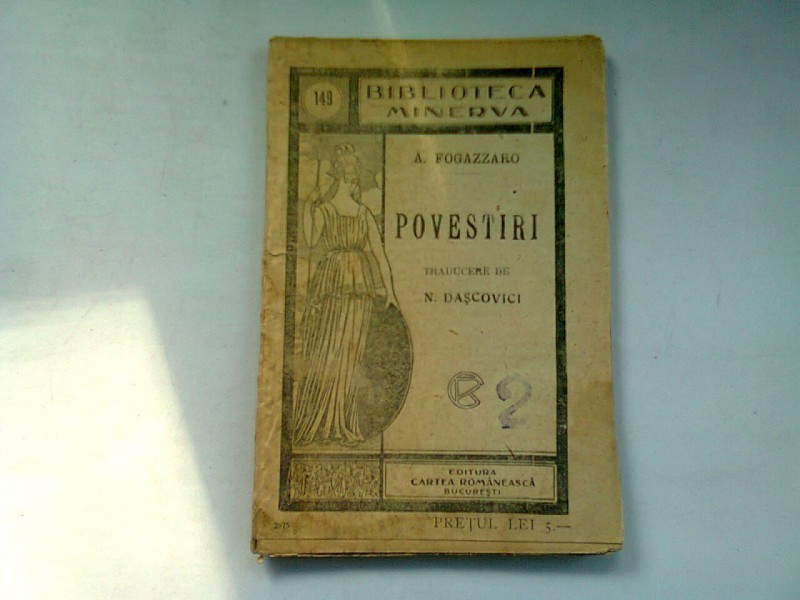 149
BIBLIOTECA
MINERVA
A. FOGAZZARO
POVESTIRI
TRADUCERE DE
N. DAȘCOVICI
2
EDITURA
CARTEA ROMÂNEASCĂ
BUCUREȘTI
PREȚUL LEI 5.—